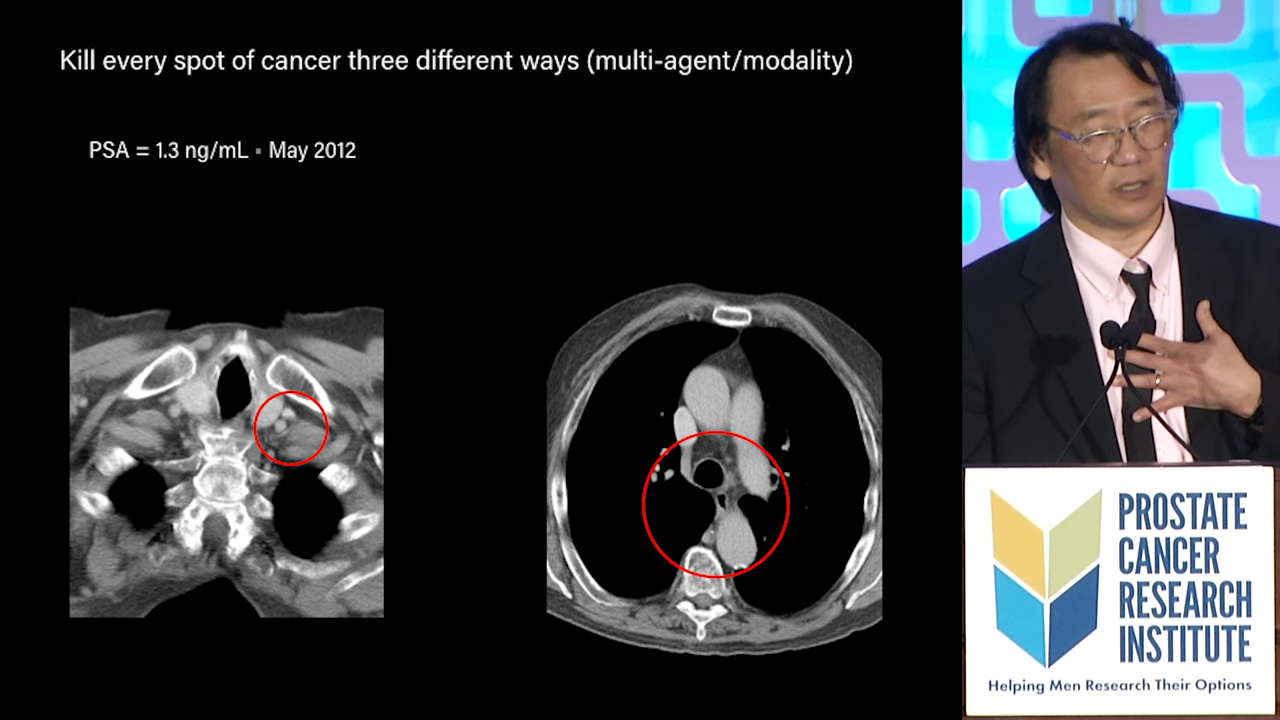 Kill every spot of cancer three different ways (multi-agent/modality)
PSA = 1.3 ng/mL ▪ May 2012
PROSTATE
CANCER
RESEARCH
INSTITUTE
Helping Men Research Their Options